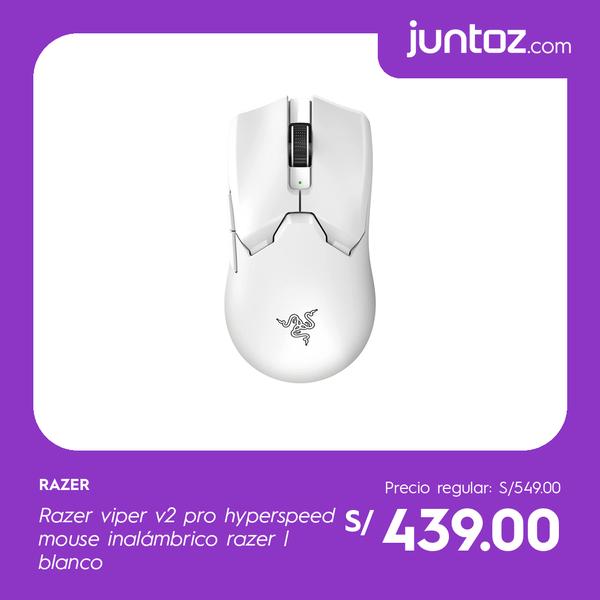 juntoz.com
RAZER
Razer viper v2 pro hyperspeed
mouse inalámbrico razer |
blanco
Precio regular: S/549.00
S/ 439.00